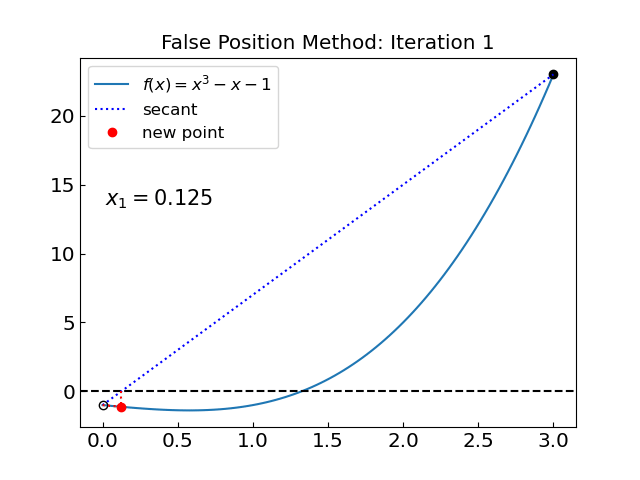 False Position Method: Iteration 1
f(x) = x³ − x − 1
secant
new point
x₁ = 0.125
20
15
10
5
0
0.0 0.5 1.0 1.5 2.0 2.5 3.0